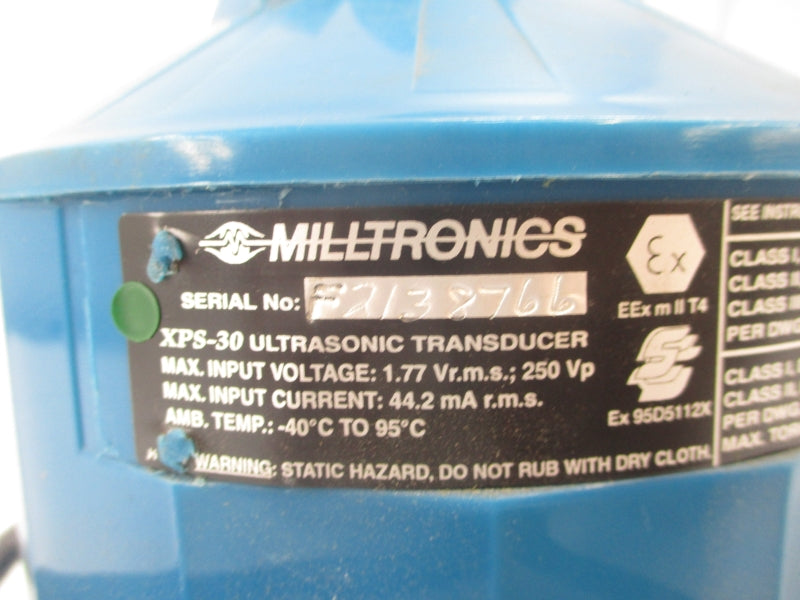 MILLTRONICS
SERIAL No: F2138766
XPS-30 ULTRASONIC TRANSDUCER
MAX. INPUT VOLTAGE: 1.77 Vr.m.s.; 250 Vp
MAX. INPUT CURRENT: 44.2 mA r.m.s.
AMB. TEMP.: -40°C TO 95°C
WARNING: STATIC HAZARD, DO NOT RUB WITH DRY CLOTH.
Ex
EEx m II T4
Ex 95D5112X
SEE INSTR
CLASS I,
CLASS II
CLASS II
PER DWG
CLASS I,
CLASS II,
PER DWG
MAX. TOR